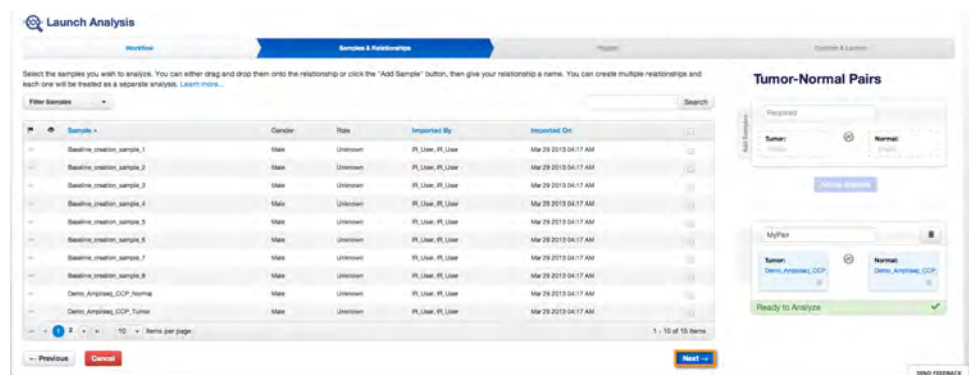 Launch Analysis
Workflow
Samples & Relationships
Confirm & Launch
Select the samples you wish to analyze. You can either drag and drop them onto the relationship or click the "Add Sample" button, then give your relationship a name. You can create multiple relationships and
each one will be treated as a separate analysis. Learn more...
Filter Samples
Search
Sample
Gender
Role
Imported By
Imported On
Baseline_creation_sample_1 Male Unknown IR_User, IR_User Mar 29 2013 04:17 AM
Baseline_creation_sample_2 Male Unknown IR_User, IR_User Mar 29 2013 04:17 AM
Baseline_creation_sample_3 Male Unknown IR_User, IR_User Mar 29 2013 04:17 AM
Baseline_creation_sample_4 Male Unknown IR_User, IR_User Mar 29 2013 04:17 AM
Baseline_creation_sample_5 Male Unknown IR_User, IR_User Mar 29 2013 04:17 AM
Baseline_creation_sample_6 Male Unknown IR_User, IR_User Mar 29 2013 04:17 AM
Baseline_creation_sample_7 Male Unknown IR_User, IR_User Mar 29 2013 04:17 AM
Baseline_creation_sample_8 Male Unknown IR_User, IR_User Mar 29 2013 04:17 AM
Demo_Ampliseq_CCP_Normal Male Unknown IR_User, IR_User Mar 29 2013 04:17 AM
Demo_Ampliseq_CCP_Tumor Male Unknown IR_User, IR_User Mar 29 2013 04:17 AM
1 2 10 items per page
1 - 10 of 15 items
← Previous
Cancel
Next →
Tumor-Normal Pairs
Add Samples
Required
Tumor:
Normal:
MyPair
Tumor:
Demo_Ampliseq_CCP
Normal:
Demo_Ampliseq_CCP
Ready to Analyze
SEND FEEDBACK